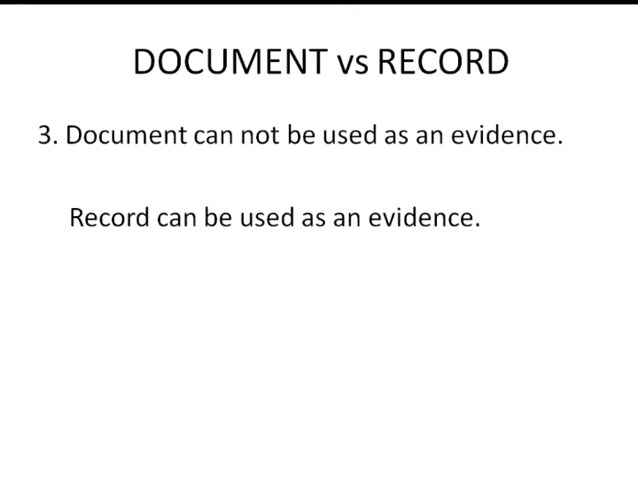 DOCUMENT vs RECORD
3. Document can not be used as an evidence.
Record can be used as an evidence.